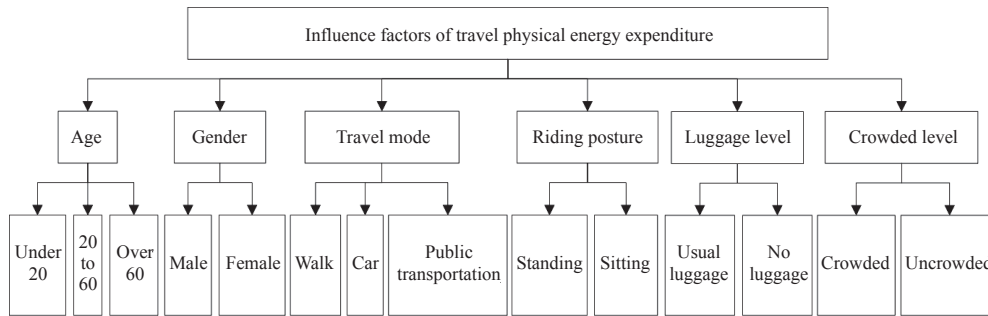 Influence factors of travel physical energy expenditure
Age
Gender
Travel mode
Riding posture
Luggage level
Crowded level
Under
20
20
to
60
Over
60
Male
Female
Walk
Car
Public
transportation
Standing
Sitting
Usual
luggage
No
luggage
Crowded
Uncrowded